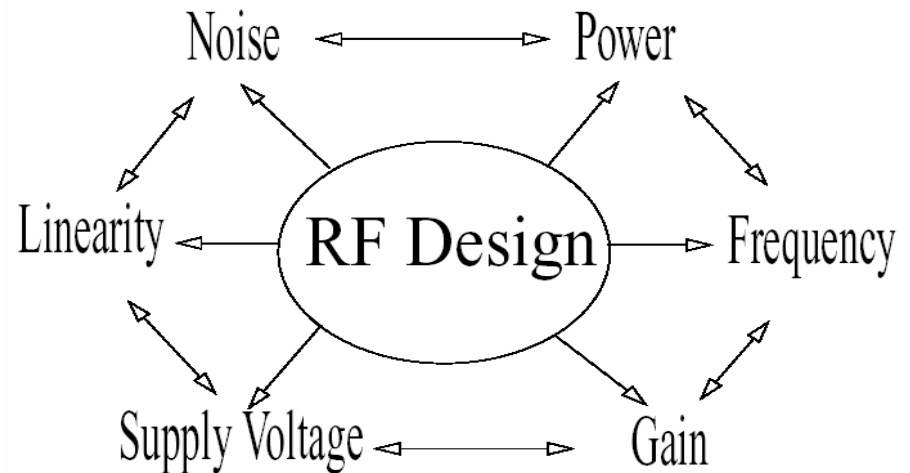 Noise
Power
Linearity
RF Design
Frequency
Supply Voltage
Gain